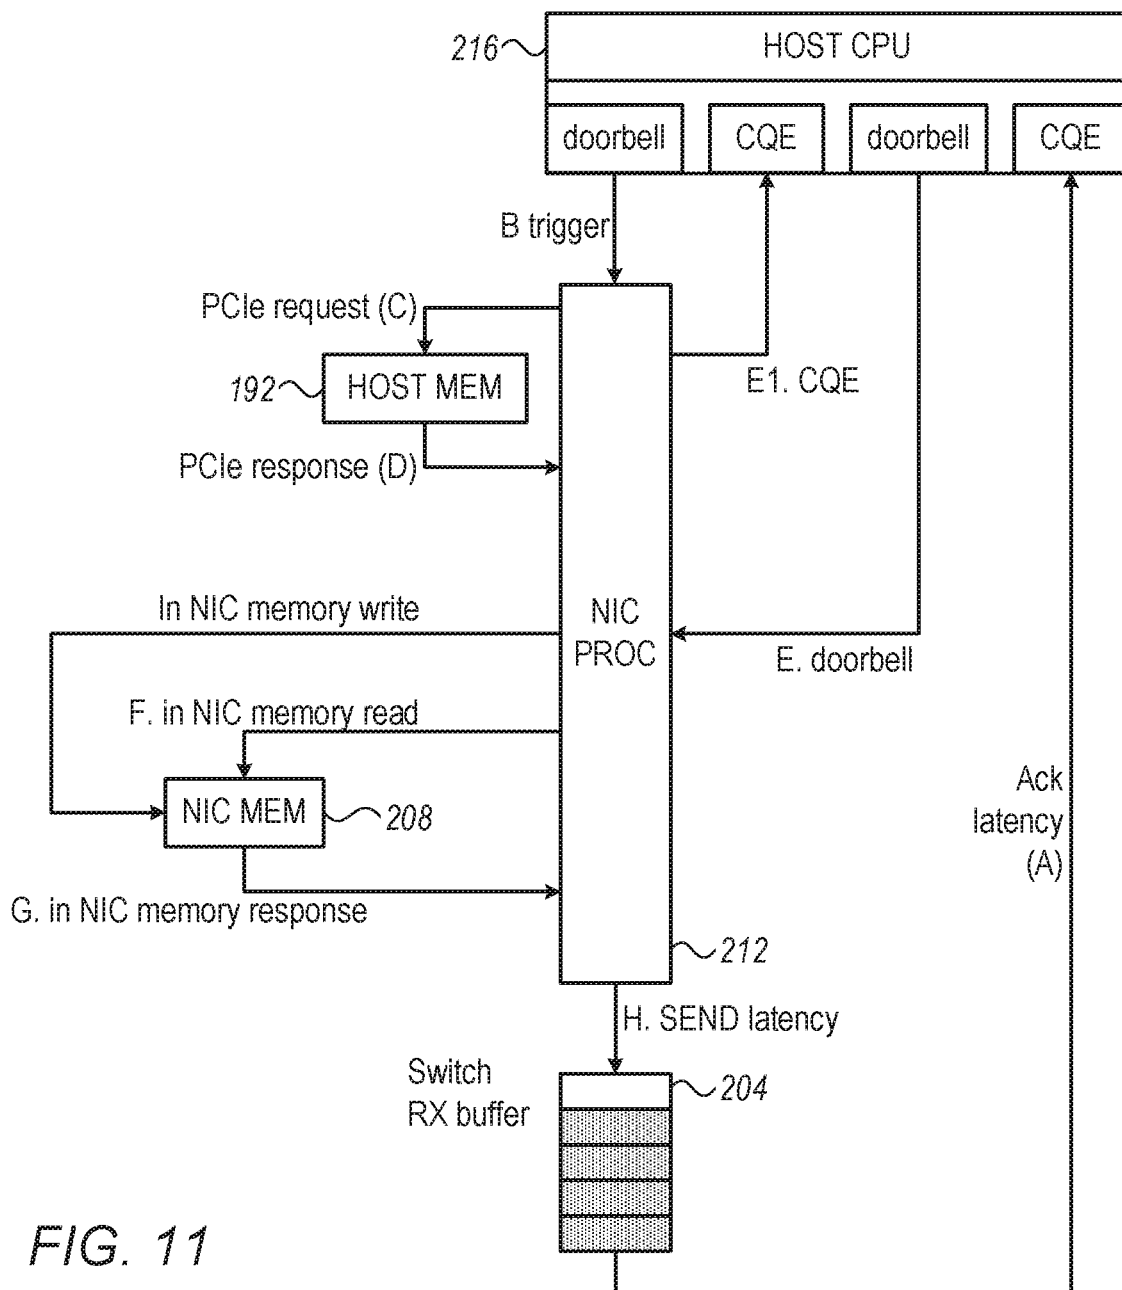 216
HOST CPU
doorbell
CQE
doorbell
CQE
B trigger
PCIe request (C)
192
HOST MEM
E1. CQE
PCIe response (D)
In NIC memory write
NIC
PROC
E. doorbell
F. in NIC memory read
NIC MEM
208
Ack
latency
(A)
G. in NIC memory response
212
H. SEND latency
Switch
RX buffer
204
FIG. 11